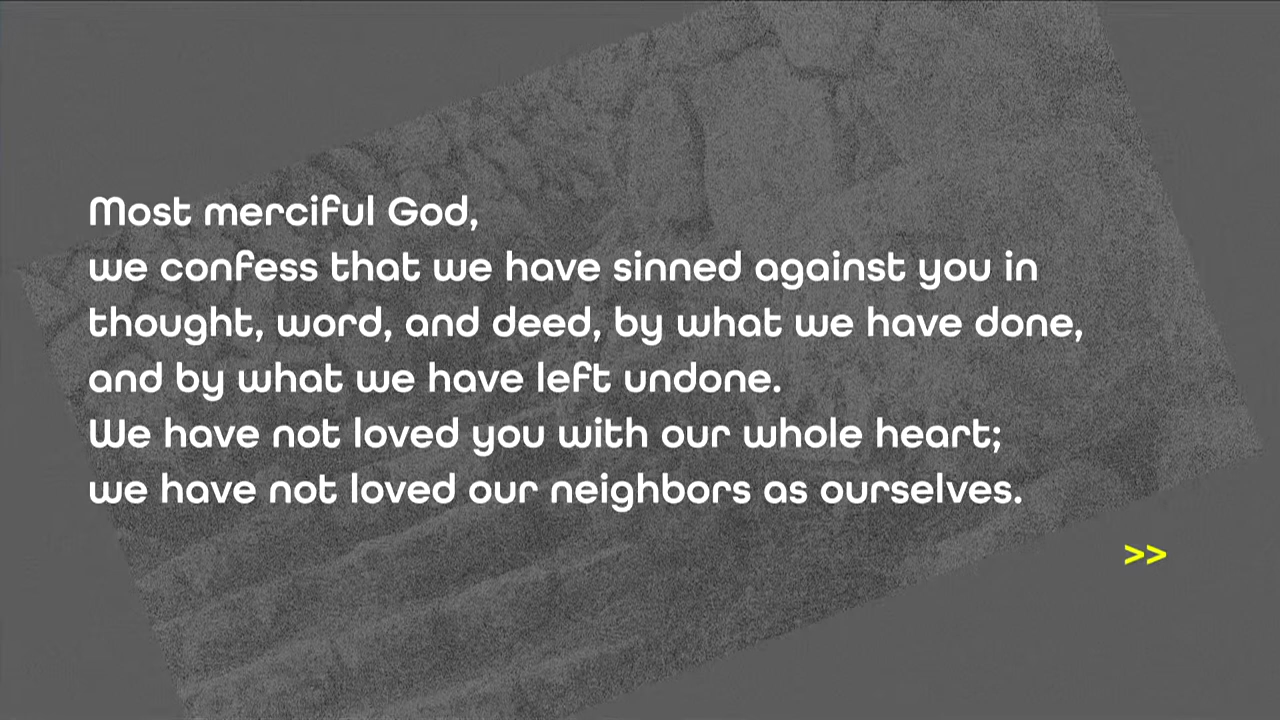 Most merciful God,
we confess that we have sinned against you in
thought, word, and deed, by what we have done,
and by what we have left undone.
We have not loved you with our whole heart;
we have not loved our neighbors as ourselves.
>>